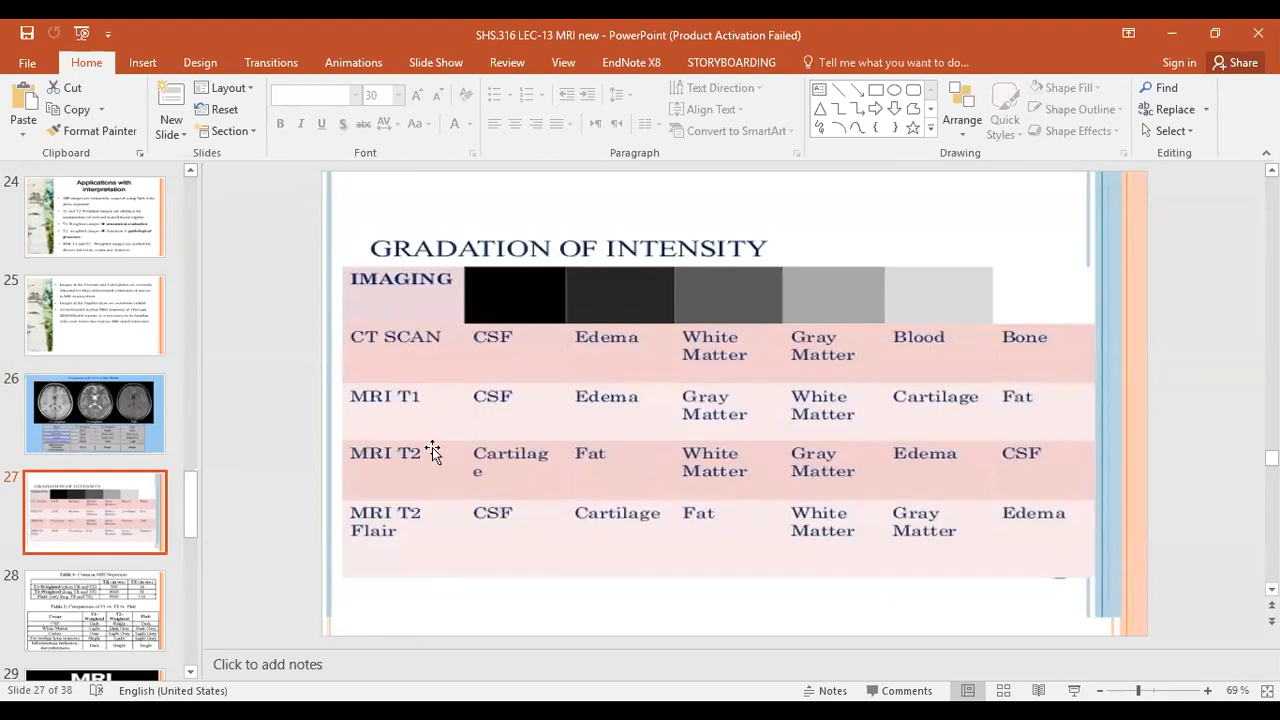 SHS.316 LEC-13 MRI new - PowerPoint (Product Activation Failed)
File Home Insert Design Transitions Animations Slide Show Review View EndNote X8 STORYBOARDING Tell me what you want to do... Sign in Share
Paste
Cut
Copy
Format Painter
Clipboard
New Slide
Layout
Reset
Section
Slides
30
B I U S abc AV Aa A
Font
Text Direction
Align Text
Convert to SmartArt
Paragraph
Arrange
Quick Styles
Shape Fill
Shape Outline
Shape Effects
Drawing
Find
Replace
Select
Editing
24
Applications with
interpretation
25
26
27
GRADATION OF INTENSITY
28
29
MRI
GRADATION OF INTENSITY
IMAGING
CT SCAN CSF Edema White Matter Gray Matter Blood Bone
MRI T1 CSF Edema Gray Matter White Matter Cartilage Fat
MRI T2 Cartilag e Fat White Matter Gray Matter Edema CSF
MRI T2 Flair CSF Cartilage Fat White Matter Gray Matter Edema
Click to add notes
Slide 27 of 38 English (United States) Notes Comments 69 %